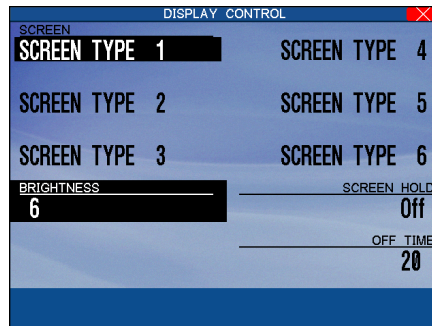 DISPLAY CONTROL
SCREEN
SCREEN TYPE 1
SCREEN TYPE 4
SCREEN TYPE 2
SCREEN TYPE 5
SCREEN TYPE 3
SCREEN TYPE 6
BRIGHTNESS
6
SCREEN HOLD
Off
OFF TIME
20